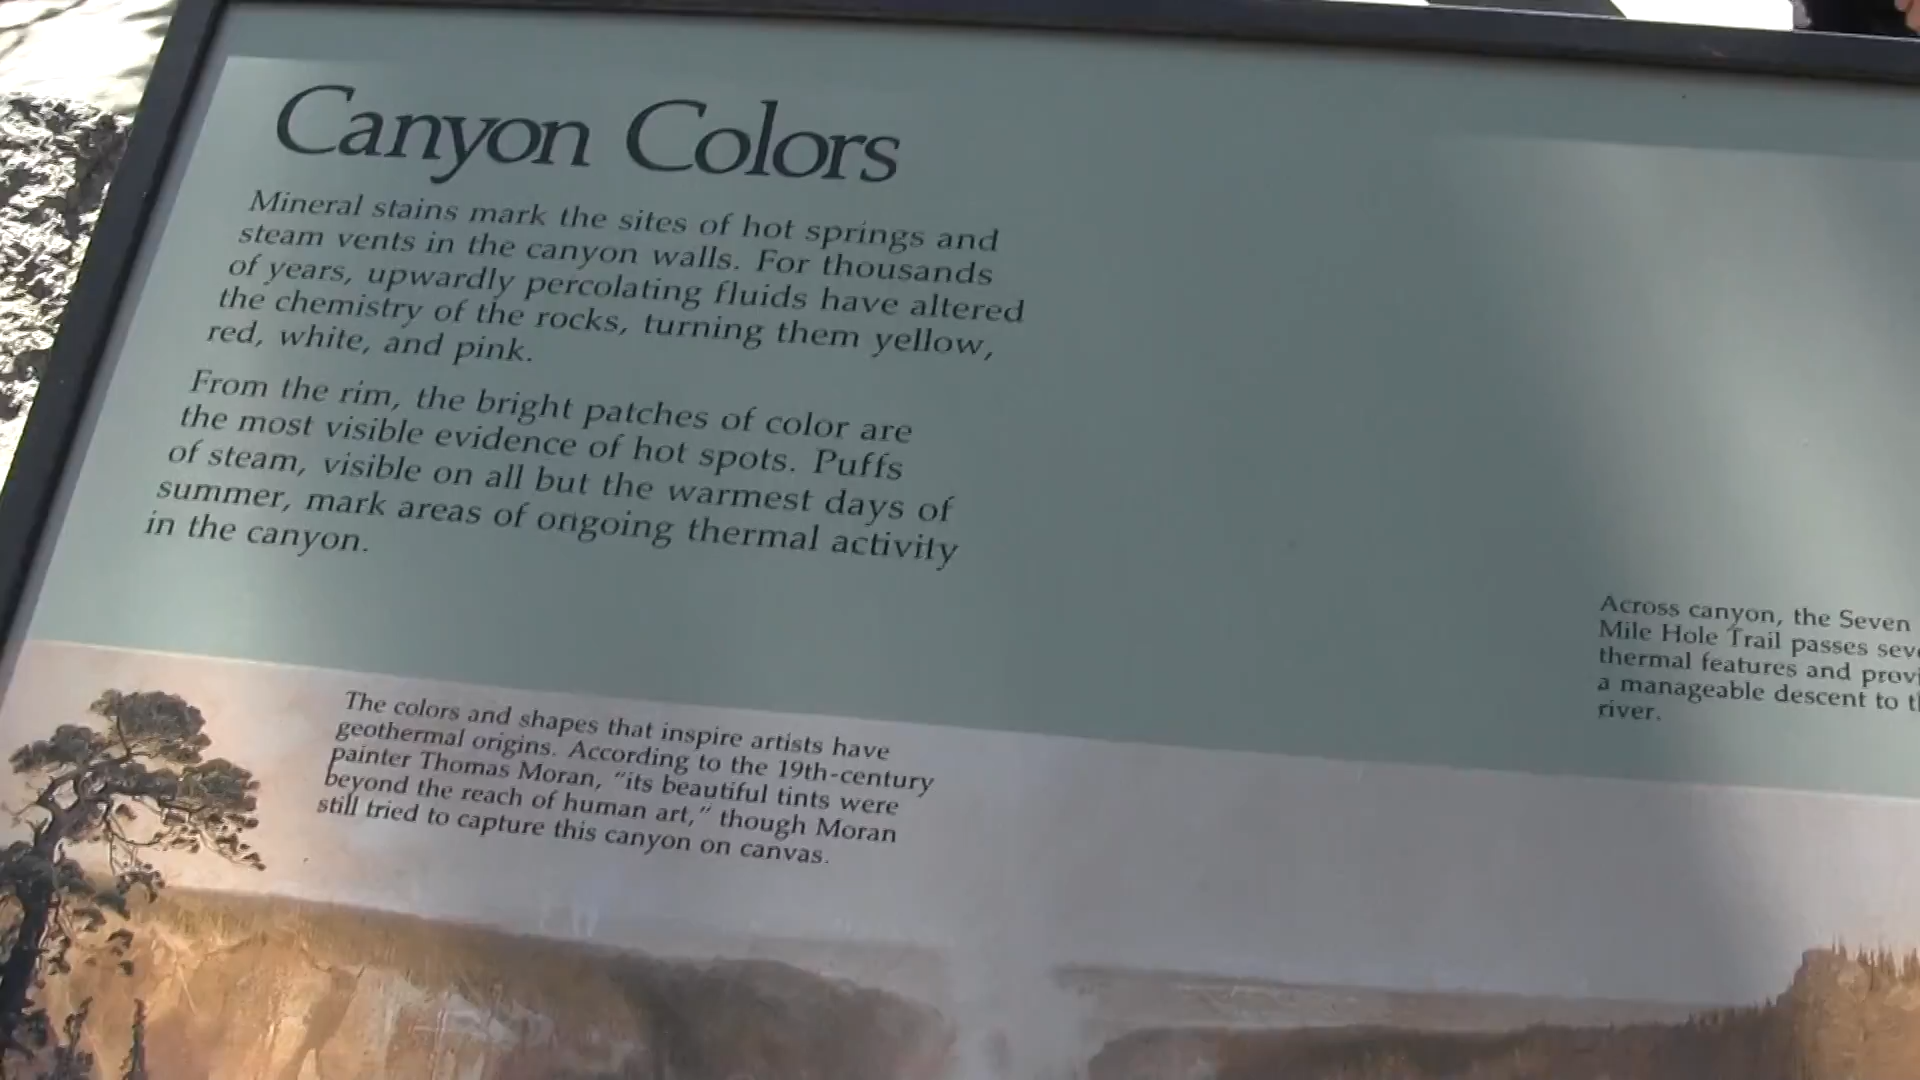 Canyon Colors
Mineral stains mark the sites of hot springs and
steam vents in the canyon walls. For thousands
of years, upwardly percolating fluids have altered
the chemistry of the rocks, turning them yellow,
red, white, and pink.
From the rim, the bright patches of color are
the most visible evidence of hot spots. Puffs
of steam, visible on all but the warmest days of
summer, mark areas of ongoing thermal activity
in the canyon.
The colors and shapes that inspire artists have
geothermal origins. According to the 19th-century
painter Thomas Moran, "its beautiful tints were
beyond the reach of human art," though Moran
still tried to capture this canyon on canvas.
Across canyon, the Seven
Mile Hole Trail passes
thermal features and
a manageable descent to
river.